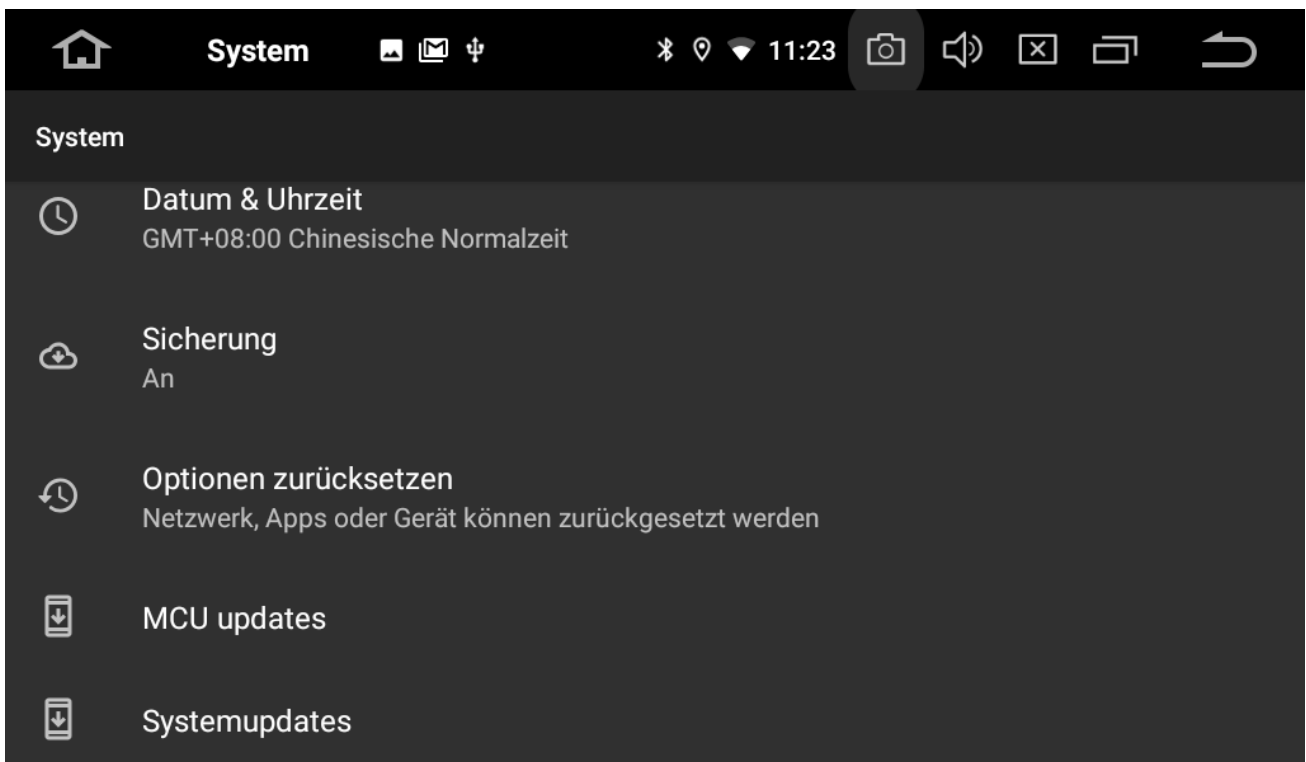 System
11:23
System
Datum & Uhrzeit
GMT+08:00 Chinesische Normalzeit
Sicherung
An
Optionen zurücksetzen
Netzwerk, Apps oder Gerät können zurückgesetzt werden
MCU updates
Systemupdates